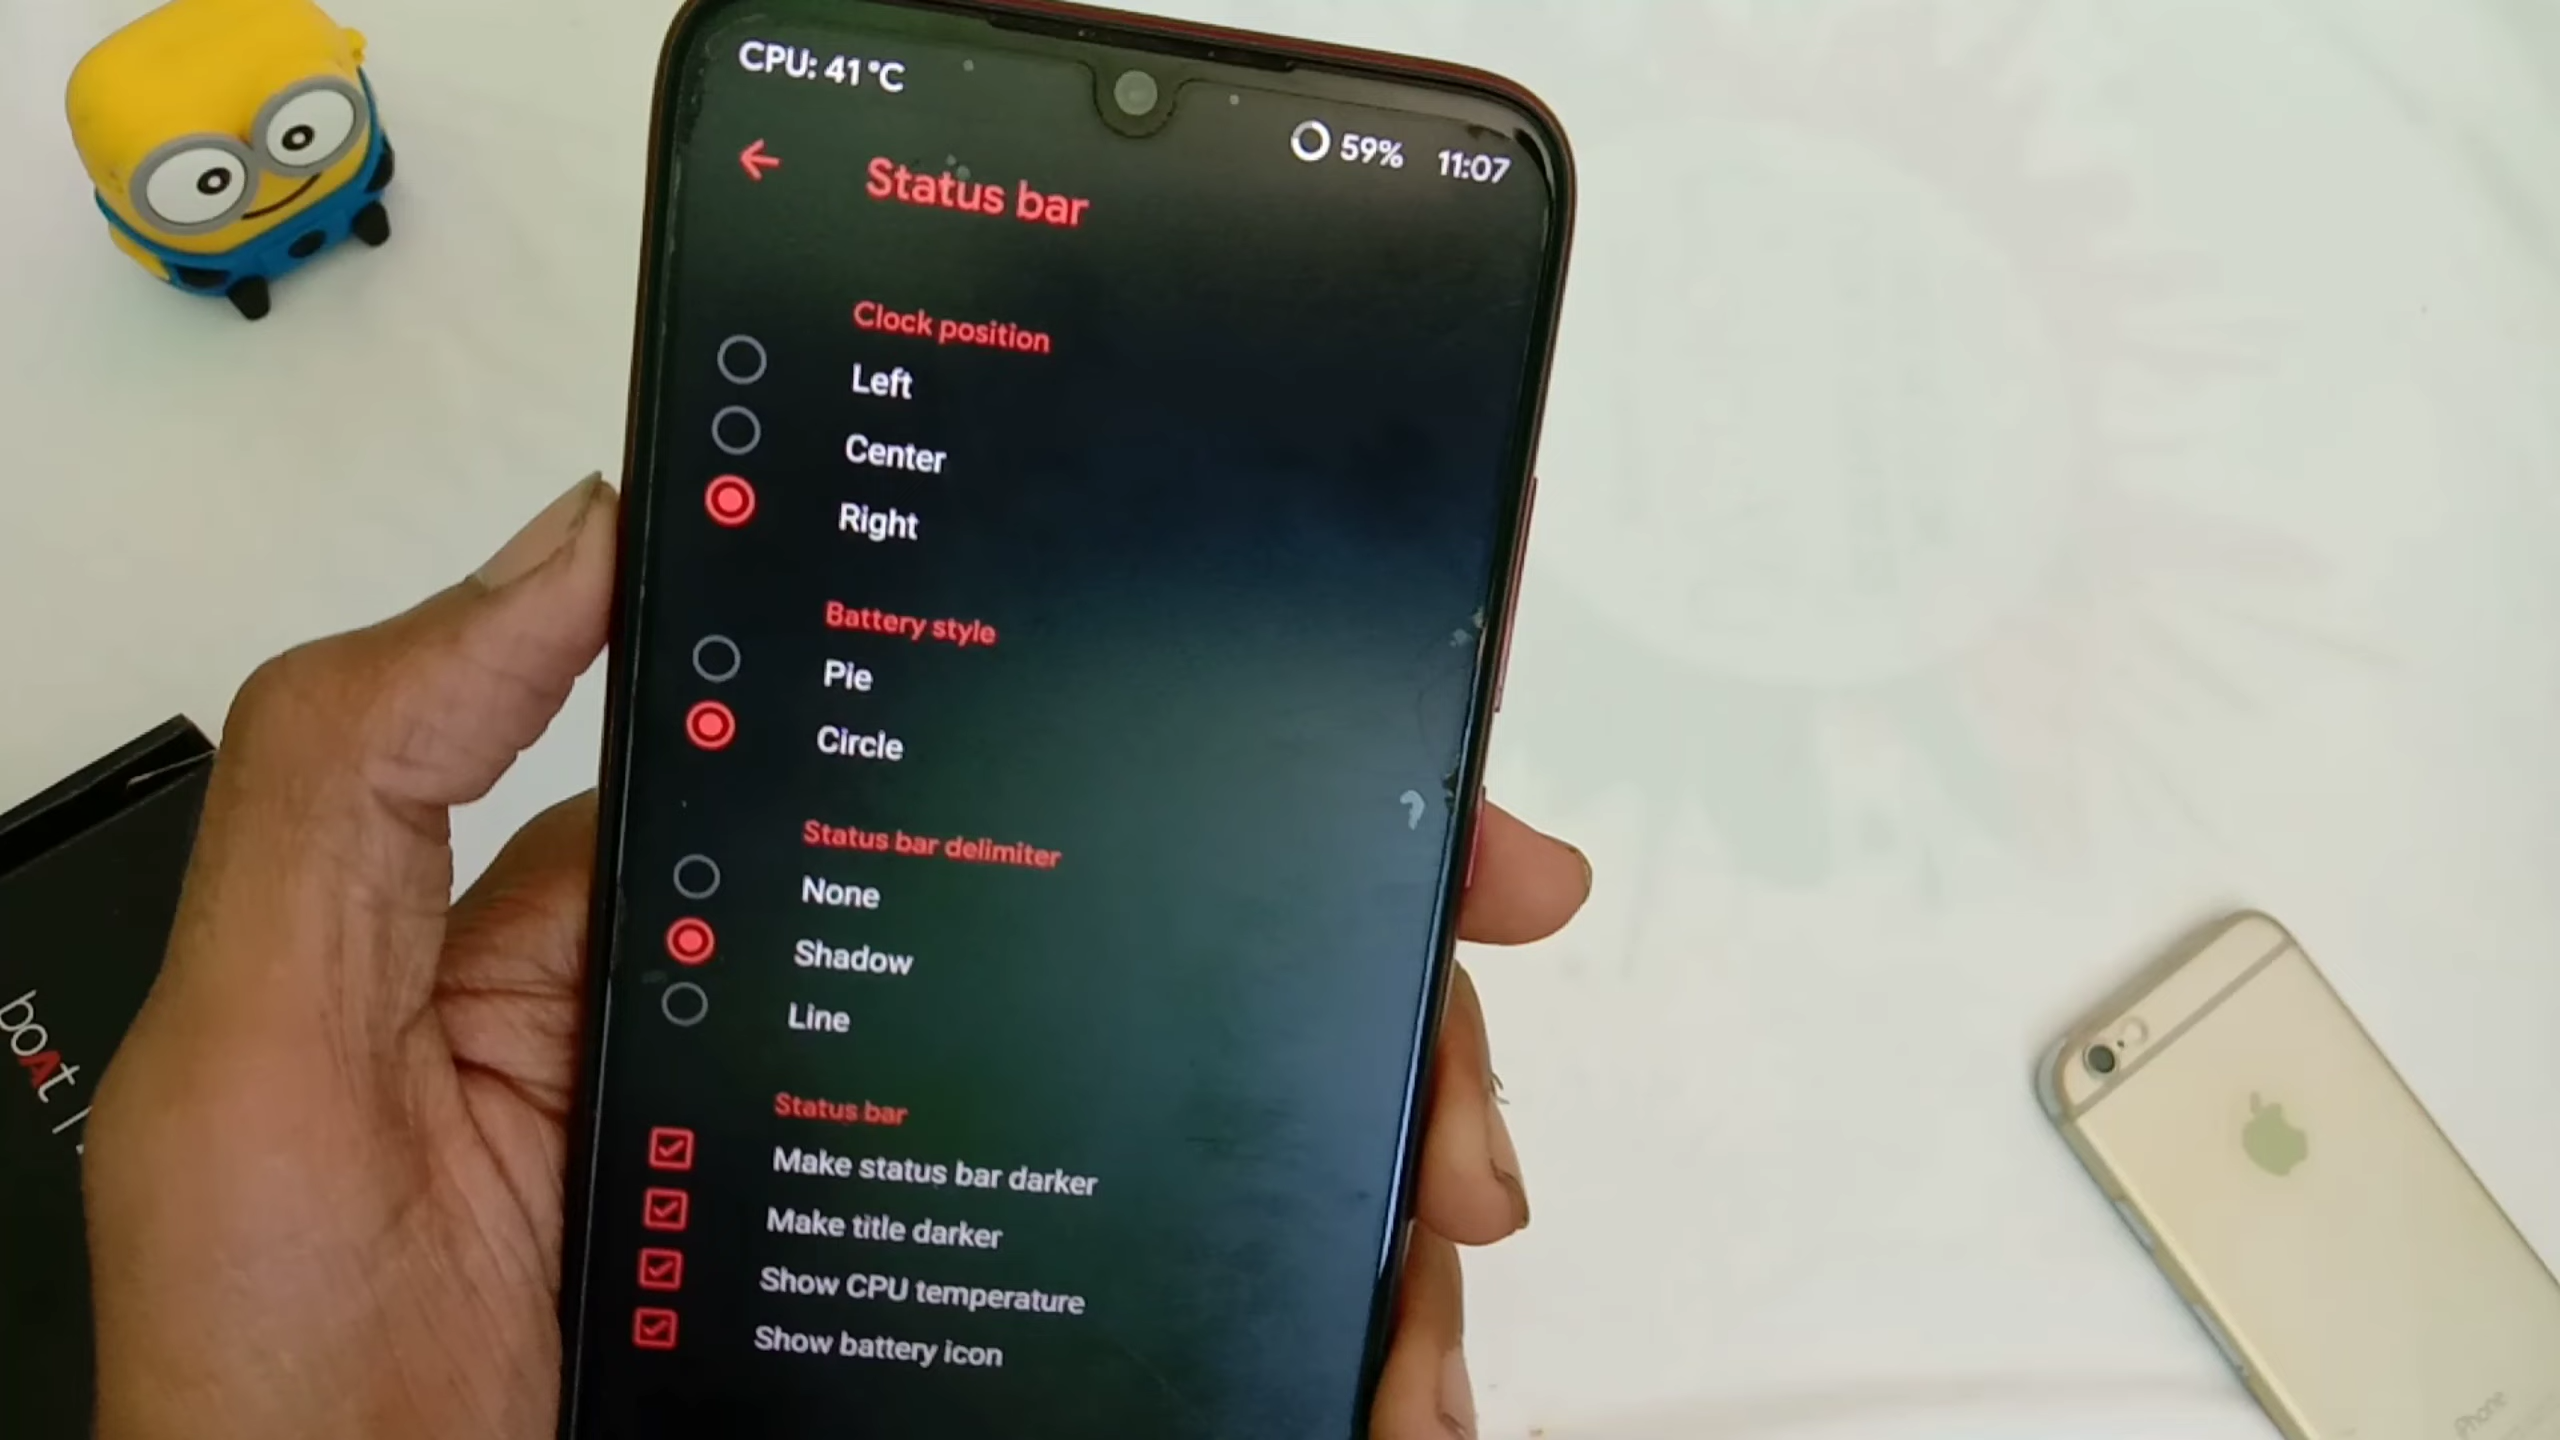 CPU: 41 °C
59% 11:07
Status bar
Clock position
Left
Center
Right
Battery style
Pie
Circle
Status bar delimiter
None
Shadow
Line
Status bar
Make status bar darker
Make title darker
Show CPU temperature
Show battery icon
boAt
iPhone